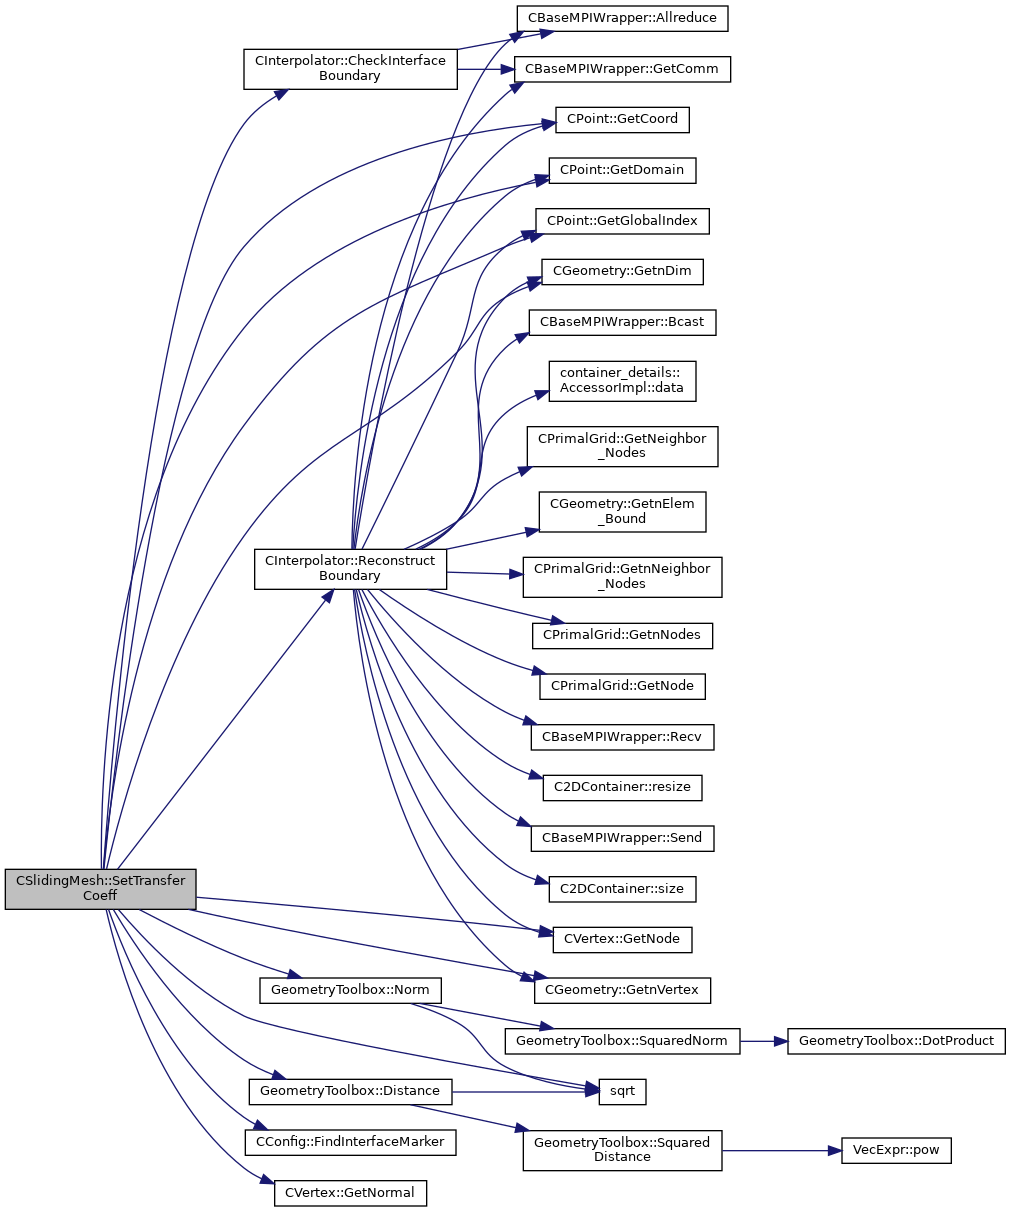 CBaseMPIWrapper::Allreduce
CInterpolator::CheckInterface
Boundary
CBaseMPIWrapper::GetComm
CPoint::GetCoord
CPoint::GetDomain
CPoint::GetGlobalIndex
CGeometry::GetnDim
CBaseMPIWrapper::Bcast
container_details::
AccessorImpl::data
CPrimalGrid::GetNeighbor
_Nodes
CGeometry::GetnElem
_Bound
CInterpolator::Reconstruct
Boundary
CPrimalGrid::GetnNeighbor
_Nodes
CPrimalGrid::GetnNodes
CPrimalGrid::GetNode
CBaseMPIWrapper::Recv
C2DContainer::resize
CBaseMPIWrapper::Send
CSlidingMesh::SetTransfer
Coeff
C2DContainer::size
CVertex::GetNode
GeometryToolbox::Norm
CGeometry::GetnVertex
GeometryToolbox::SquaredNorm
GeometryToolbox::DotProduct
GeometryToolbox::Distance
sqrt
CConfig::FindInterfaceMarker
GeometryToolbox::Squared
Distance
VecExpr::pow
CVertex::GetNormal